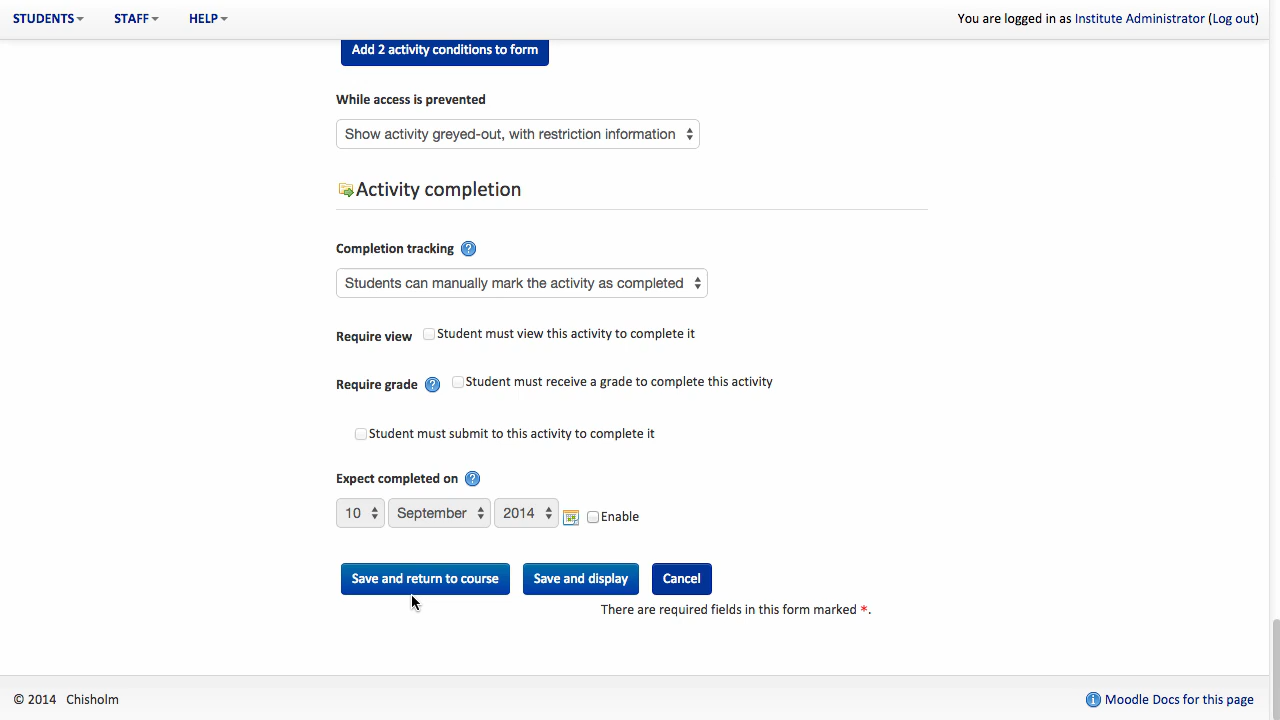 STUDENTS STAFF HELP You are logged in as Institute Administrator (Log out)
Add 2 activity conditions to form
While access is prevented
Show activity greyed-out, with restriction information
Activity completion
Completion tracking ?
Students can manually mark the activity as completed
Require view Student must view this activity to complete it
Require grade ? Student must receive a grade to complete this activity
Student must submit to this activity to complete it
Expect completed on ?
10 September 2014 Enable
Save and return to course Save and display Cancel
There are required fields in this form marked *.
© 2014 Chisholm i Moodle Docs for this page